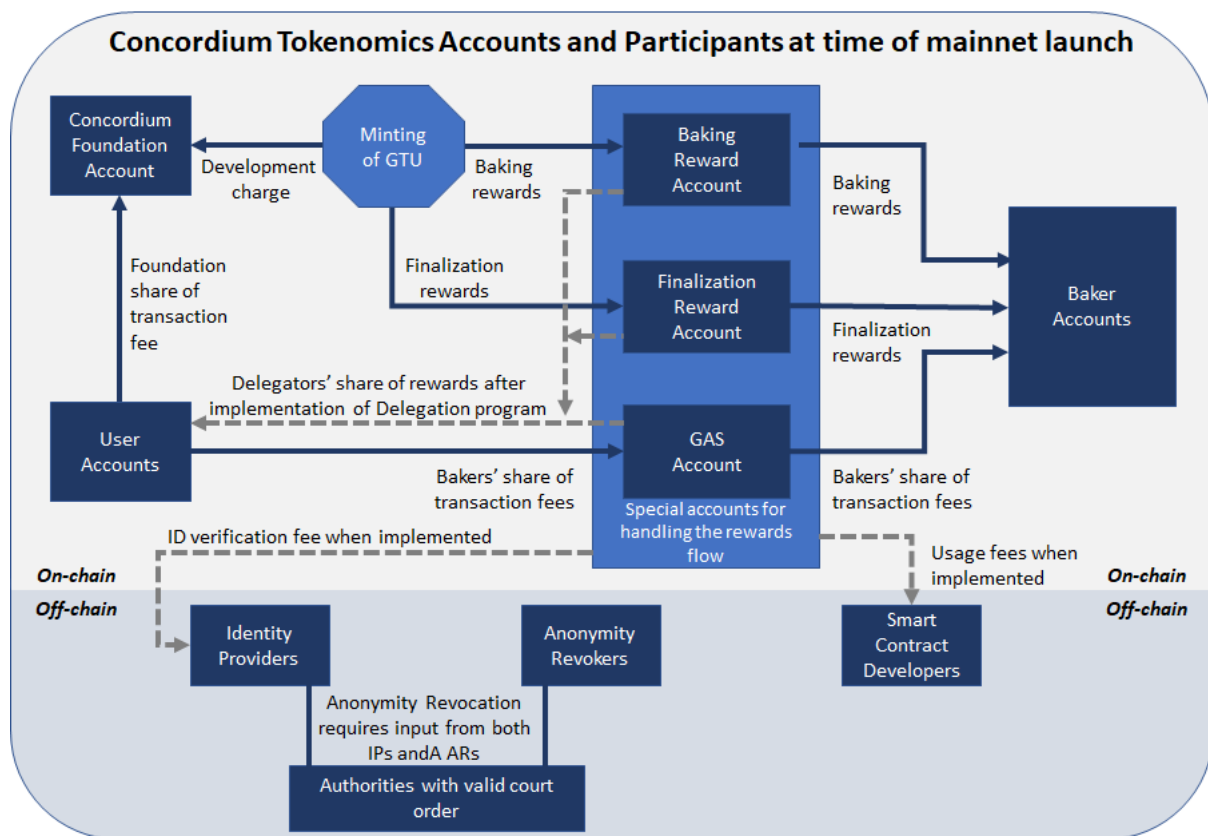 Concordium Tokenomics Accounts and Participants at time of mainnet launch
Concordium
Foundation
Account
Development
charge
Minting
of GTU
Baking
rewards
Baking
Reward
Account
Baking
rewards
Foundation
share of
transaction
fee
Finalization
rewards
Finalization
Reward
Account
Finalization
rewards
Baker
Accounts
Delegators' share of rewards after
implementation of Delegation program
User
Accounts
Bakers' share of
transaction fees
GAS
Account
Bakers' share of
transaction fees
Special accounts for
handling the rewards
flow
ID verification fee when implemented
Usage fees when
implemented
On-chain
On-chain
Off-chain
Off-chain
Identity
Providers
Anonymity
Revokers
Smart
Contract
Developers
Anonymity Revocation
requires input from both
IPs andA ARs
Authorities with valid court
order